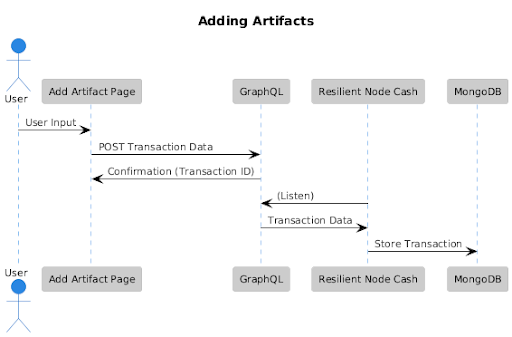 Adding Artifacts
User
Add Artifact Page
GraphQL
Resilient Node Cash
MongoDB
User Input
POST Transaction Data
Confirmation (Transaction ID)
(Listen)
Transaction Data
Store Transaction
User
Add Artifact Page
GraphQL
Resilient Node Cash
MongoDB